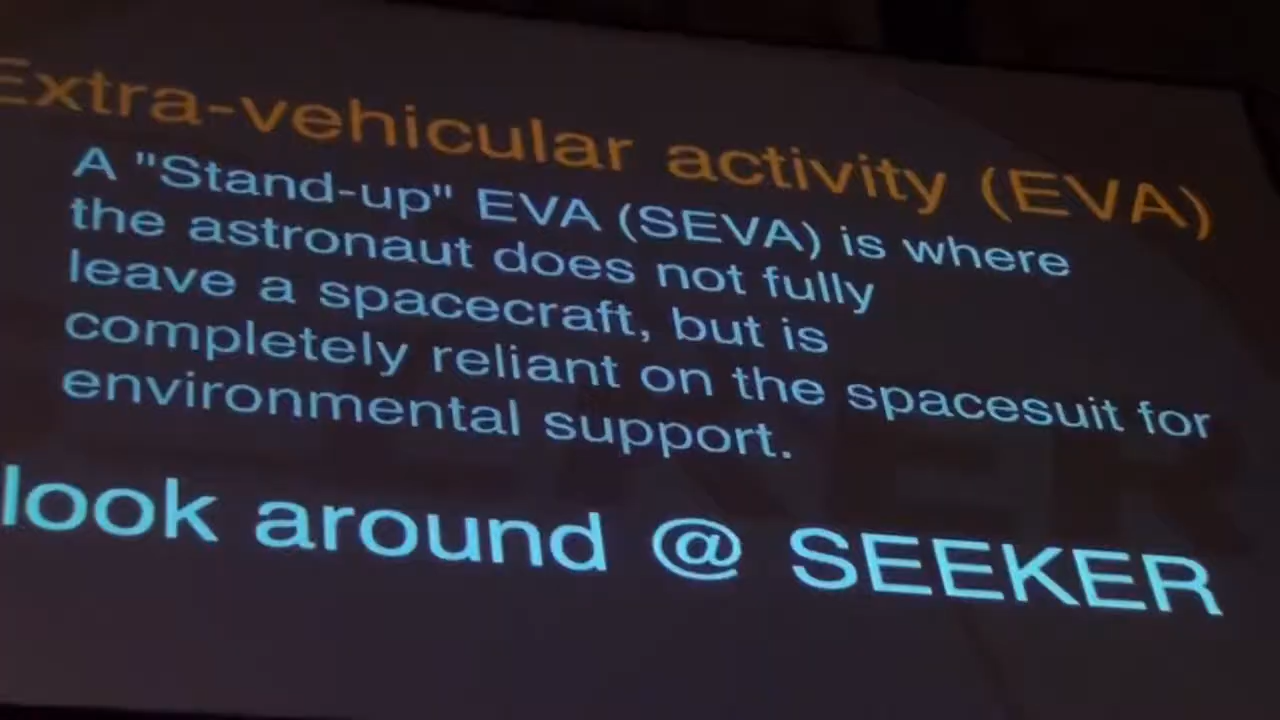 Extra-vehicular activity (EVA)
A "Stand-up" EVA (SEVA) is where
the astronaut does not fully
leave a spacecraft, but is
completely reliant on the spacesuit for
environmental support.
look around @ SEEKER